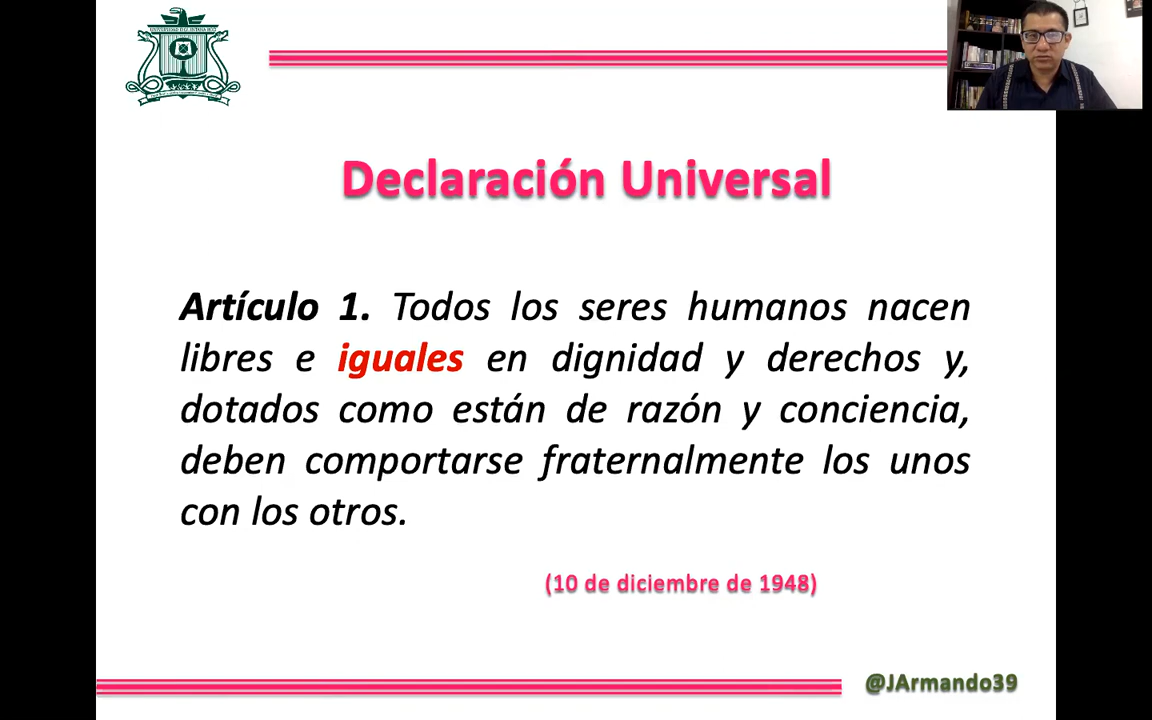 Declaración Universal
Artículo 1. Todos los seres humanos nacen
libres e iguales en dignidad y derechos y,
dotados como están de razón y conciencia,
deben comportarse fraternalmente los unos
con los otros.
(10 de diciembre de 1948)
@JArmando39